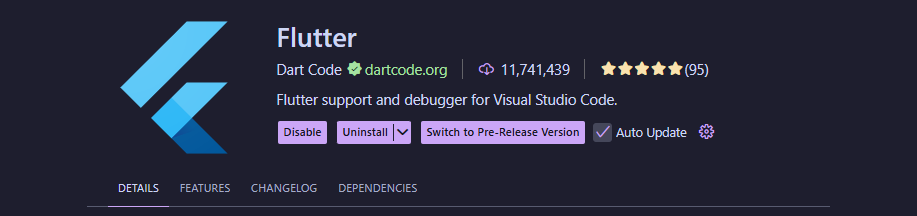 Flutter
Dart Code dartcode.org 11,741,439 (95)
Flutter support and debugger for Visual Studio Code.
Disable Uninstall Switch to Pre-Release Version Auto Update
DETAILS FEATURES CHANGELOG DEPENDENCIES